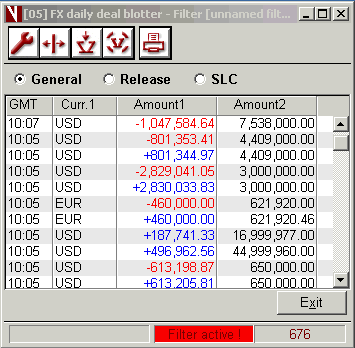 [05] FX daily deal blotter - Filter [unnamed filt...
General Release SLC
GMT Curr.1 Amount1 Amount2
10:07 USD -1,047,584.64 7,538,000.00
10:05 USD -801,353.41 4,409,000.00
10:05 USD +801,344.97 4,409,000.00
10:05 USD -2,829,041.05 3,000,000.00
10:05 USD +2,830,033.83 3,000,000.00
10:05 EUR -460,000.00 621,920.00
10:05 EUR +460,000.00 621,920.46
10:05 USD +187,741.33 16,999,977.00
10:05 USD +496,962.56 44,999,960.00
10:05 USD -613,198.87 650,000.00
10:05 USD +613,205.81 650,000.00
Exit
Filter active ! 676